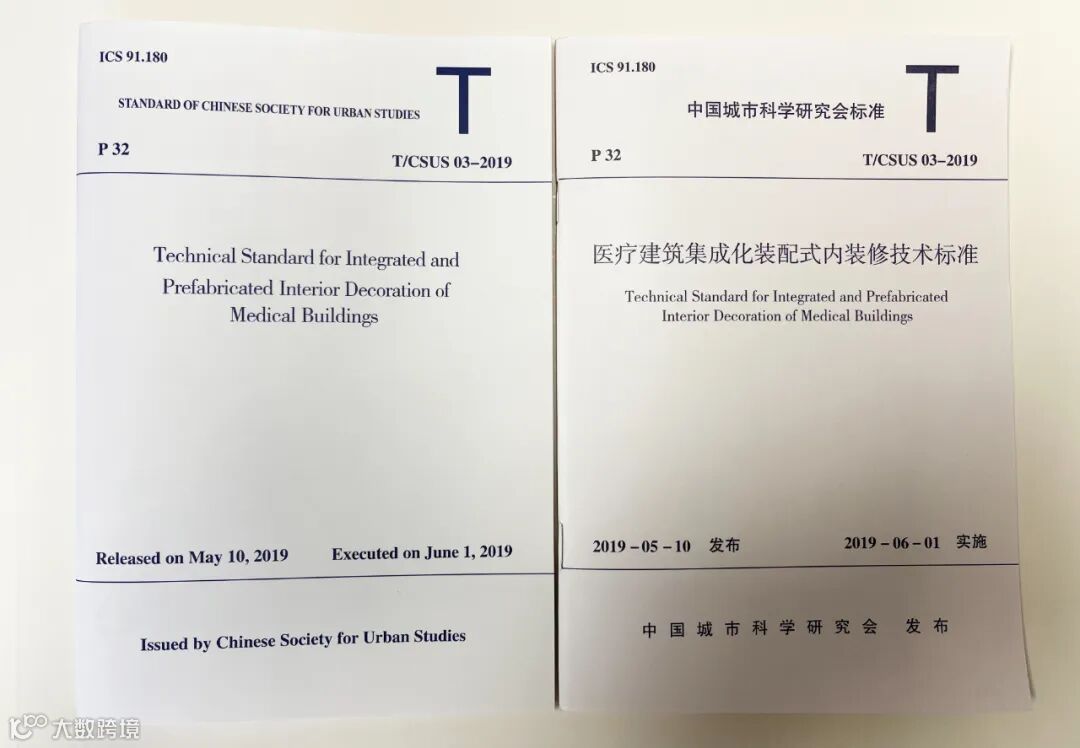 ICS 91.180
T
STANDARD OF CHINESE SOCIETY FOR URBAN STUDIES
P 32
T/CSUS 03-2019
Technical Standard for Integrated and
Prefabricated Interior Decoration of
Medical Buildings
Released on May 10, 2019 Executed on June 1, 2019
Issued by Chinese Society for Urban Studies
ICS 91.180
T
中国城市科学研究会标准
P 32
T/CSUS 03-2019
医疗建筑集成化装配式内装修技术标准
Technical Standard for Integrated and Prefabricated
Interior Decoration of Medical Buildings
2019-05-10 发布 2019-06-01 实施
中国城市科学研究会 发布
大数跨境